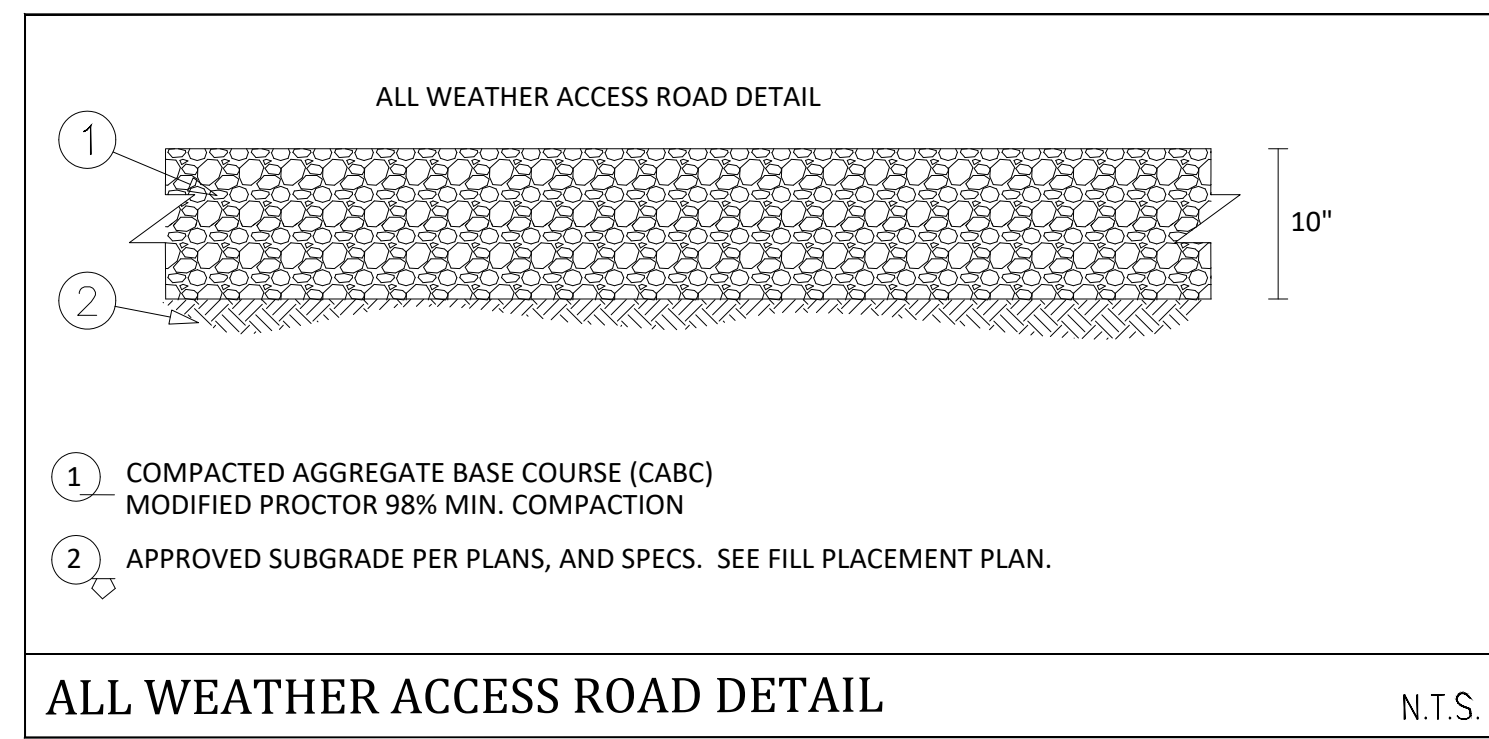 ALL WEATHER ACCESS ROAD DETAIL
1
10"
2
1 COMPACTED AGGREGATE BASE COURSE (CABC)
MODIFIED PROCTOR 98% MIN. COMPACTION
2 APPROVED SUBGRADE PER PLANS, AND SPECS. SEE FILL PLACEMENT PLAN.
ALL WEATHER ACCESS ROAD DETAIL
N.T.S.